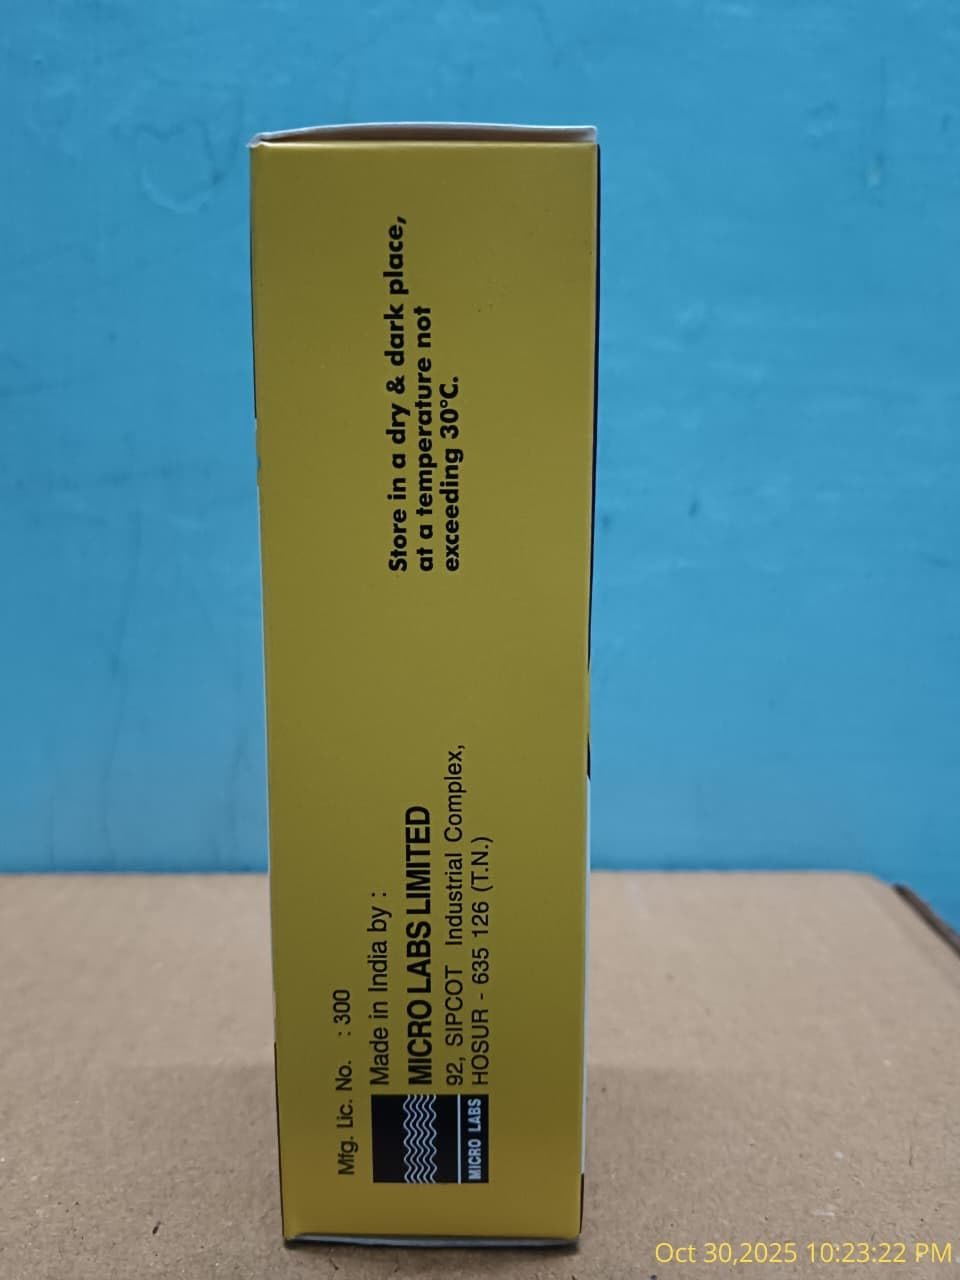 Store in a dry & dark place,
at a temperature not
exceeding 30°C.
Mfg. Lic. No. : 300
Made in India by :
MICRO LABS LIMITED
92, SIPCOT Industrial Complex,
HOSUR - 635 126 (T.N.)
MICRO LABS
Oct 30,2025 10:23:22 PM